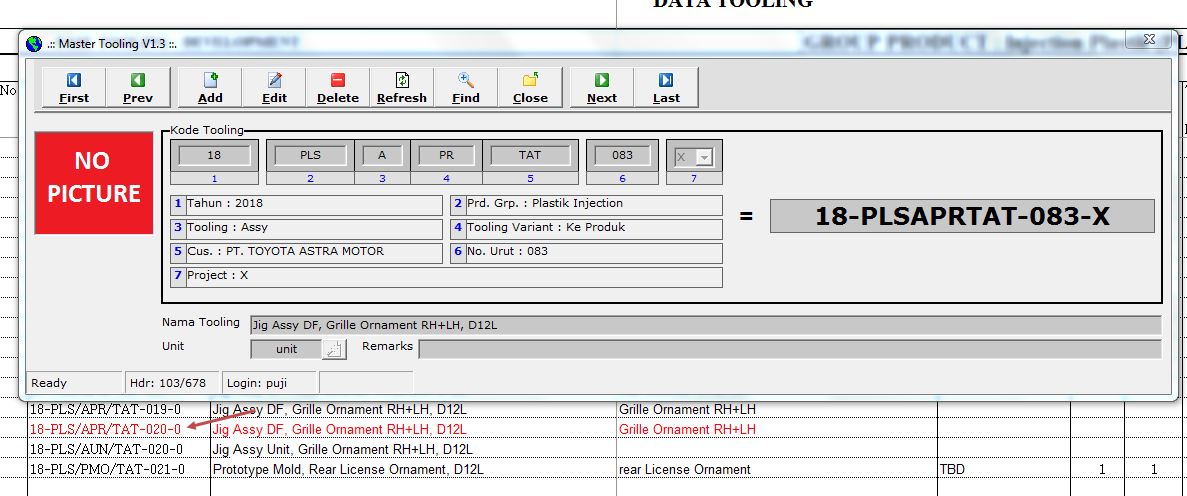 DATA TOOLING
.:: Master Tooling V1.3 ::.
DEVELOPMENT
GROUP PRODUCT : Injection Plastik
No
First Prev Add Edit Delete Refresh Find Close Next Last
NO
PICTURE
Kode Tooling
18 PLS A PR TAT 083 X
1 2 3 4 5 6 7
1 Tahun : 2018 2 Prd. Grp. : Plastik Injection
3 Tooling : Assy 4 Tooling Variant : Ke Produk
5 Cus. : PT. TOYOTA ASTRA MOTOR 6 No. Urut : 083
7 Project : X
= 18-PLSAPRTAT-083-X
Nama Tooling Jig Assy DF, Grille Ornament RH+LH, D12L
Unit unit Remarks
Ready Hdr: 103/678 Login: puji
18-PLS/APR/TAT-019-0 Jig Assy DF, Grille Ornament RH+LH, D12L Grille Ornament RH+LH
18-PLS/APR/TAT-020-0 Jig Assy DF, Grille Ornament RH+LH, D12L Grille Ornament RH+LH
18-PLS/AUN/TAT-020-0 Jig Assy Unit, Grille Ornament RH+LH, D12L
18-PLS/PMO/TAT-021-0 Prototype Mold, Rear License Ornament, D12L rear License Ornament TBD 1 1